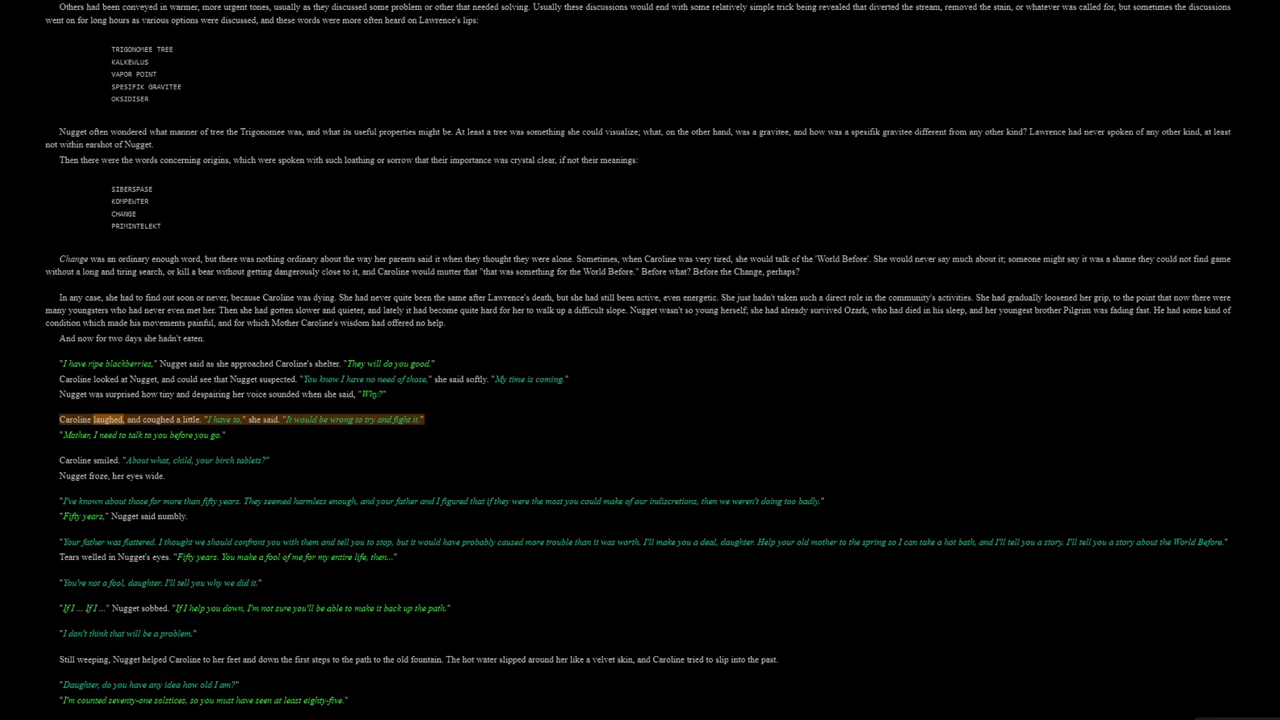 Others had been conveyed in warmer, more urgent tones, usually as they discussed some problem or other that needed solving. Usually these discussions would end with some relatively simple trick being revealed that diverted the stream, removed the stain, or whatever was called for, but sometimes the discussions
went on for long hours as various options were discussed, and these words were more often heard on Lawrence's lips:
TRIGONOMEE TREE
KALKEWLUS
VAPOR POINT
SPESIFIK GRAVITEE
OKSIDISER
Nugget often wondered what manner of tree the Trigonomee was, and what its useful properties might be. At least a tree was something she could visualize; what, on the other hand, was a gravitee, and how was a spesifik gravitee different from any other kind? Lawrence had never spoken of any other kind, at least
not within earshot of Nugget.
Then there were the words concerning origins, which were spoken with such loathing or sorrow that their importance was crystal clear, if not their meanings:
SIBERSPASE
KOMPEWTER
CHANGE
PRIMINTELEKT
Change was an ordinary enough word, but there was nothing ordinary about the way her parents said it when they thought they were alone. Sometimes, when Caroline was very tired, she would talk of the 'World Before'. She would never say much about it; someone might say it was a shame they could not find game
without a long and tiring search, or kill a bear without getting dangerously close to it, and Caroline would mutter that "that was something for the World Before." Before what? Before the Change, perhaps?
In any case, she had to find out soon or never, because Caroline was dying. She had never quite been the same after Lawrence's death, but she had still been active, even energetic. She just hadn't taken such a direct role in the community's activities. She had gradually loosened her grip, to the point that now there were
many youngsters who had never even met her. Then she had gotten slower and quieter, and lately it had become quite hard for her to walk up a difficult slope. Nugget wasn't so young herself; she had already survived Ozark, who had died in his sleep, and her youngest brother Pilgrim was fading fast. He had some kind of
condition which made his movements painful, and for which Mother Caroline's wisdom had offered no help.
And now for two days she hadn't eaten.
"I have ripe blackberries," Nugget said as she approached Caroline's shelter. "They will do you good."
Caroline looked at Nugget, and could see that Nugget suspected. "You know I have no need of those," she said softly. "My time is coming."
Nugget was surprised how tiny and despairing her voice sounded when she said, "Why?"
Caroline laughed, and coughed a little. "I have to," she said. "It would be wrong to try and fight it."
"Mother, I need to talk to you before you go."
Caroline smiled. "About what, child, your birch tablets?"
Nugget froze, her eyes wide.
"I've known about those for more than fifty years. They seemed harmless enough, and your father and I figured that if they were the most you could make of our indiscretions, then we weren't doing too badly."
"Fifty years," Nugget said numbly.
"Your father was flattered. I thought we should confront you with them and tell you to stop, but it would have probably caused more trouble than it was worth. I'll make you a deal, daughter. Help your old mother to the spring so I can take a hot bath, and I'll tell you a story. I'll tell you a story about the World Before."
Tears welled in Nugget's eyes. "Fifty years. You make a fool of me for my entire life, then..."
"You're not a fool, daughter. I'll tell you why we did it."
"If I ... If I ..." Nugget sobbed. "If I help you down, I'm not sure you'll be able to make it back up the path."
"I don't think that will be a problem."
Still weeping, Nugget helped Caroline to her feet and down the first steps to the path to the old fountain. The hot water slipped around her like a velvet skin, and Caroline tried to slip into the past.
"Daughter, do you have any idea how old I am?"
"I'm counted seventy-one solstices, so you must have seen at least eighty-five."